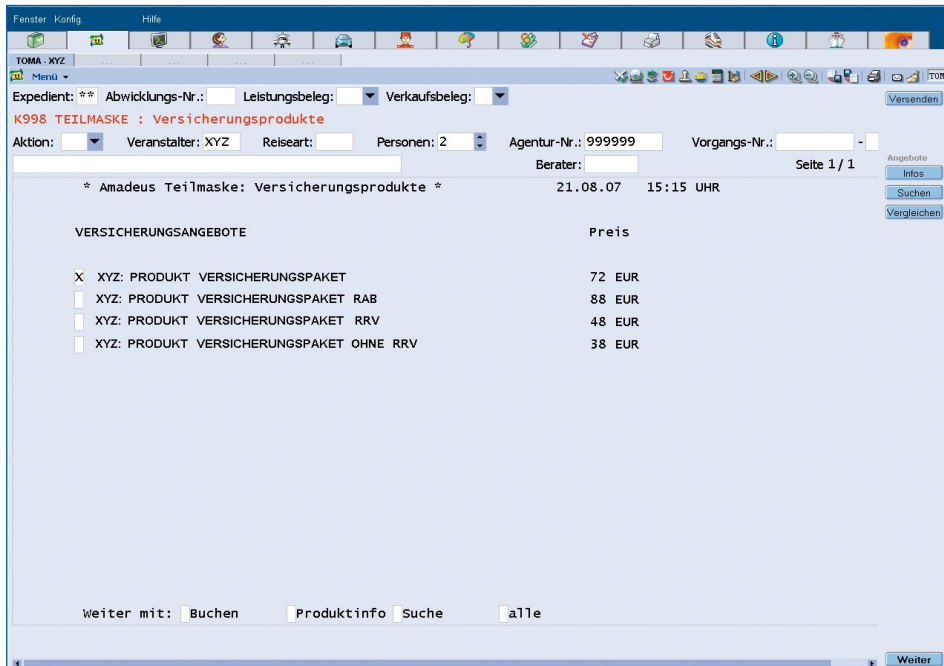 Fenster Konfig. Hilfe
TOMA - XYZ ... ... ... ...
Menü
TOM
Expedient: ** Abwicklungs-Nr.: Leistungsbeleg: Verkaufsbeleg:
Versenden
K998 TEILMASKE : Versicherungsprodukte
Aktion: Veranstalter: XYZ Reiseart: Personen: 2 Agentur-Nr.: 999999 Vorgangs-Nr.: -
Berater: Seite 1 / 1
Angebote
Infos
Suchen
Vergleichen
* Amadeus Teilmaske: Versicherungsprodukte * 21.08.07 15:15 UHR
VERSICHERUNGSANGEBOTE Preis
X XYZ: PRODUKT VERSICHERUNGSPAKET 72 EUR
XYZ: PRODUKT VERSICHERUNGSPAKET RAB 88 EUR
XYZ: PRODUKT VERSICHERUNGSPAKET RRV 48 EUR
XYZ: PRODUKT VERSICHERUNGSPAKET OHNE RRV 38 EUR
Weiter mit: Buchen Produktinfo Suche alle
Weiter